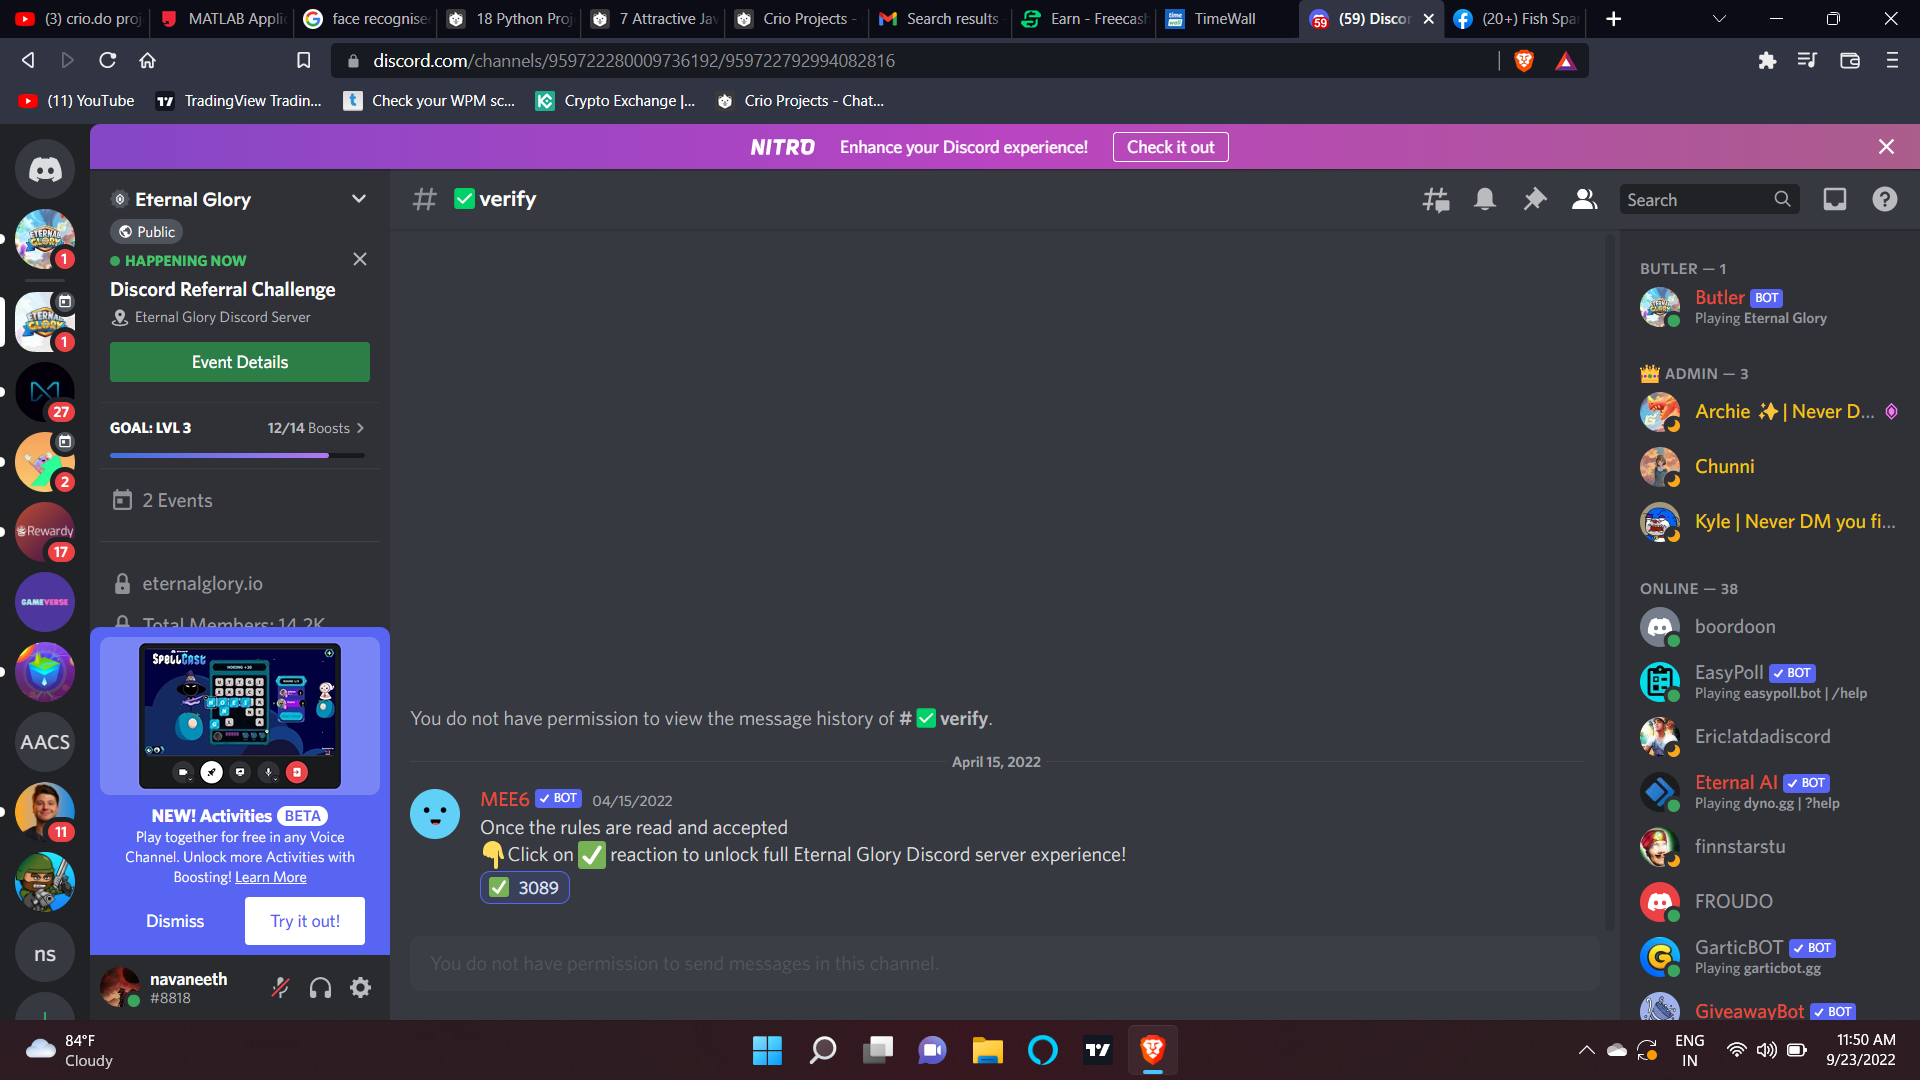 (3) crio.do proj
MATLAB Applic
face recognise
18 Python Proj
7 Attractive Jav
Crio Projects -
Search results
Earn - Freecash
TimeWall
(59) Discor
(20+) Fish Spa
discord.com/channels/959722280009736192/959722792994082816
(11) YouTube
TradingView Tradin...
Check your WPM sc...
Crypto Exchange |...
Crio Projects - Chat...
NITRO Enhance your Discord experience! Check it out
Eternal Glory
Public
HAPPENING NOW
Discord Referral Challenge
Eternal Glory Discord Server
Event Details
GOAL: LVL 3 12/14 Boosts
2 Events
eternalglory.io
Total Members: 14.2K
SPELLCAST
NEW! Activities BETA
Play together for free in any Voice
Channel. Unlock more Activities with
Boosting! Learn More
Dismiss
Try it out!
navaneeth
#8818
59
1
1
27
2
Rewardy
17
GAMEVERSE
AACS
11
ns
# ✅ verify
Search
You do not have permission to view the message history of # ✅ verify.
April 15, 2022
MEE6 ✓ BOT 04/15/2022
Once the rules are read and accepted
👇Click on ✅ reaction to unlock full Eternal Glory Discord server experience!
✅ 3089
You do not have permission to send messages in this channel.
BUTLER — 1
Butler BOT
Playing Eternal Glory
👑 ADMIN — 3
Archie ✨ | Never D...
Chunni
Kyle | Never DM you fi...
ONLINE — 38
boordoon
EasyPoll ✓ BOT
Playing easypoll.bot | /help
Eric!atdadiscord
Eternal AI ✓ BOT
Playing dyno.gg | ?help
finnstarstu
FROUDO
GarticBOT ✓ BOT
Playing garticbot.gg
GiveawayBot ✓ BOT
84°F
Cloudy
ENG
IN
11:50 AM
9/23/2022